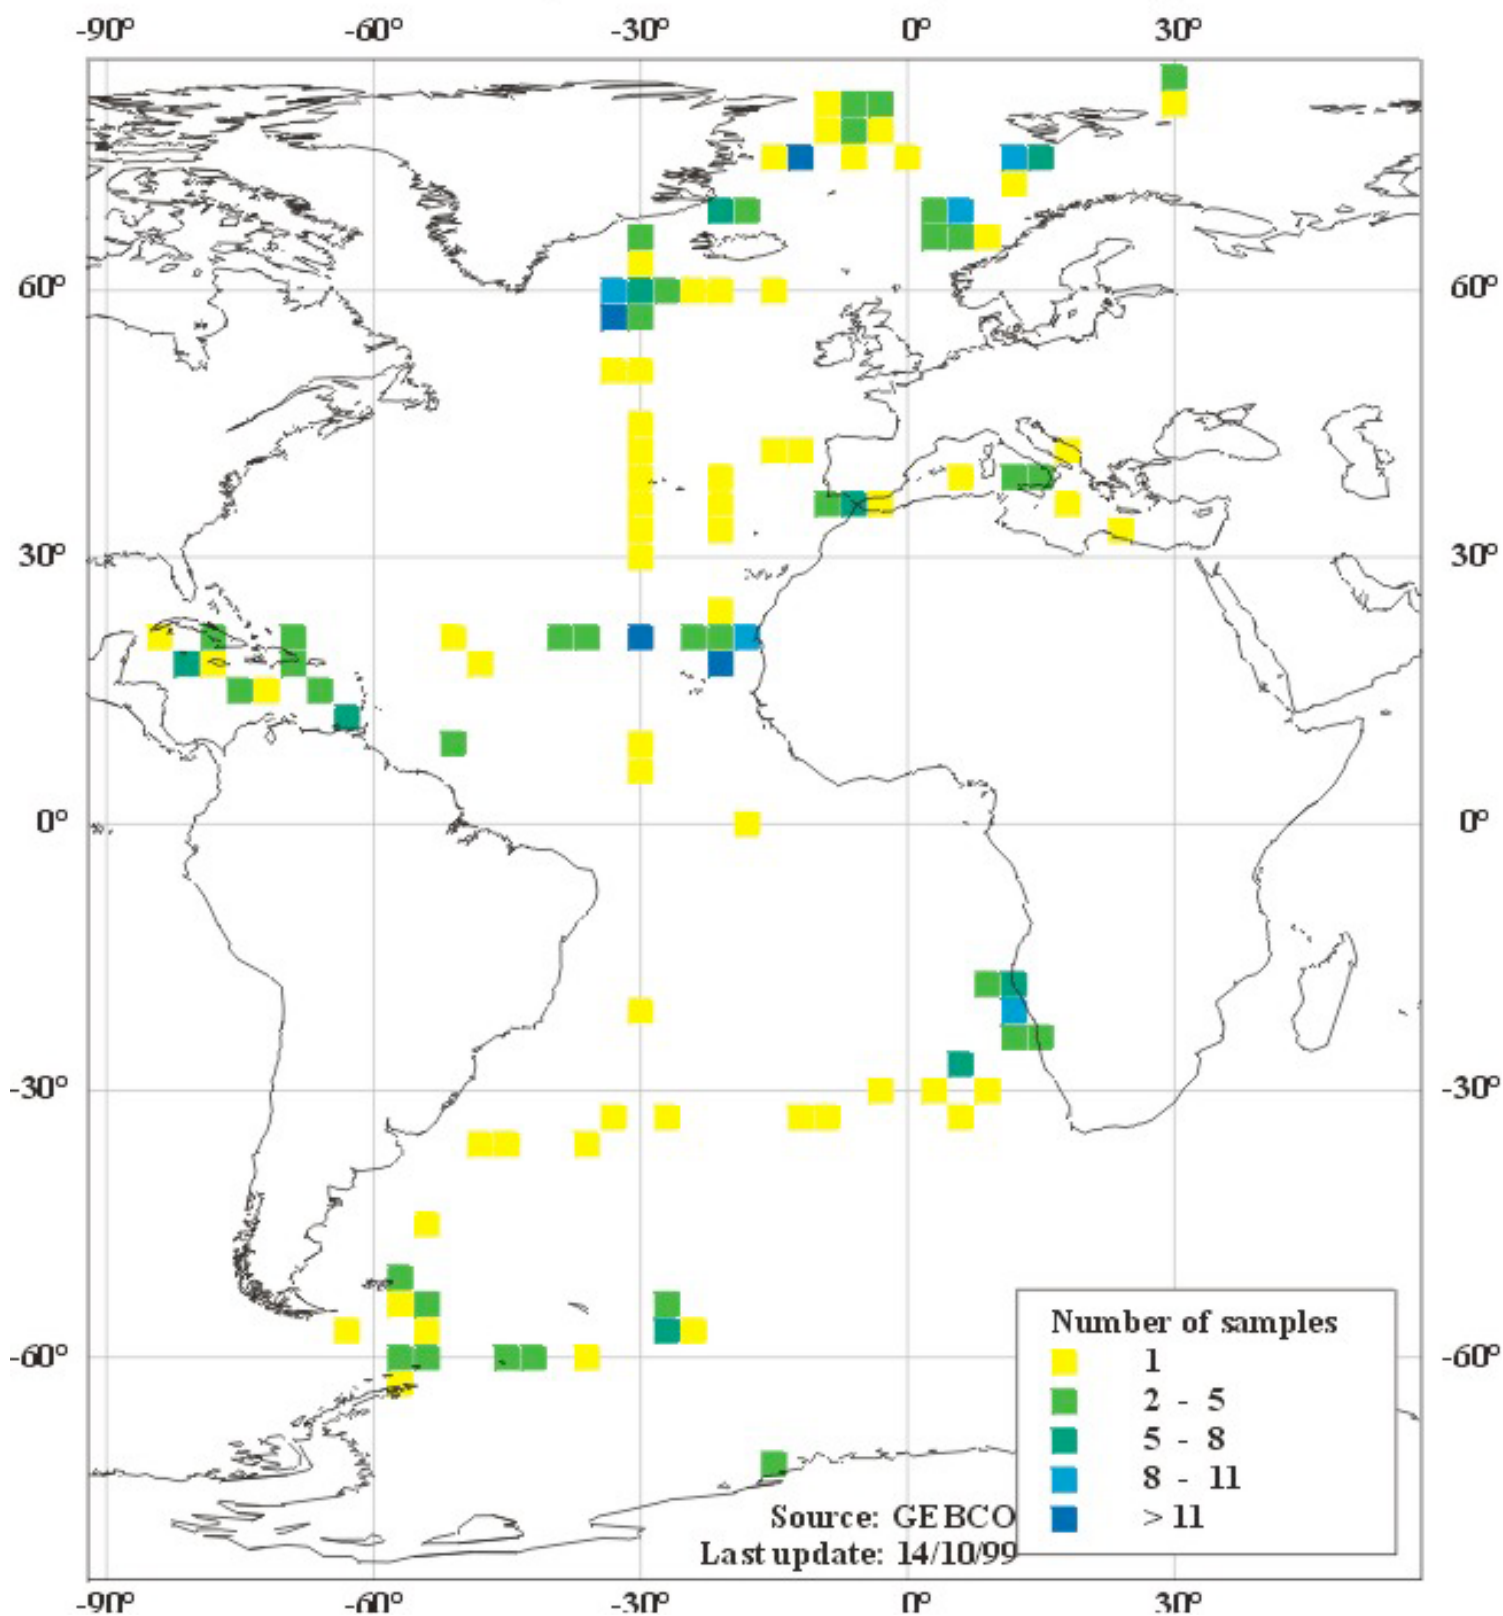 -90° -60° -30° 0° 30°
60° 60°
30° 30°
0° 0°
-30° -30°
Number of samples
-60° -60°
1
2 - 5
5 - 8
8 - 11
> 11
Source: GEBCO
Last update: 14/10/99
-90° -60° -30° 0° 30°